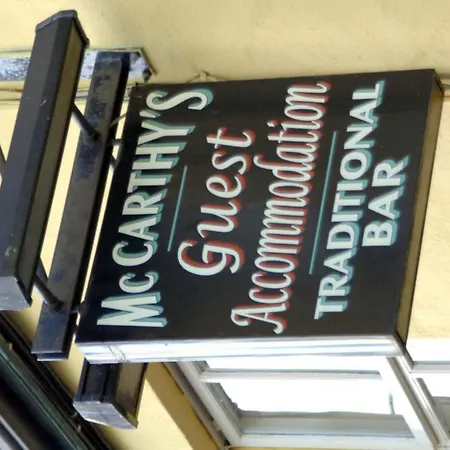 McCARTHY'S
Guest
Accommodation
TRADITIONAL
BAR